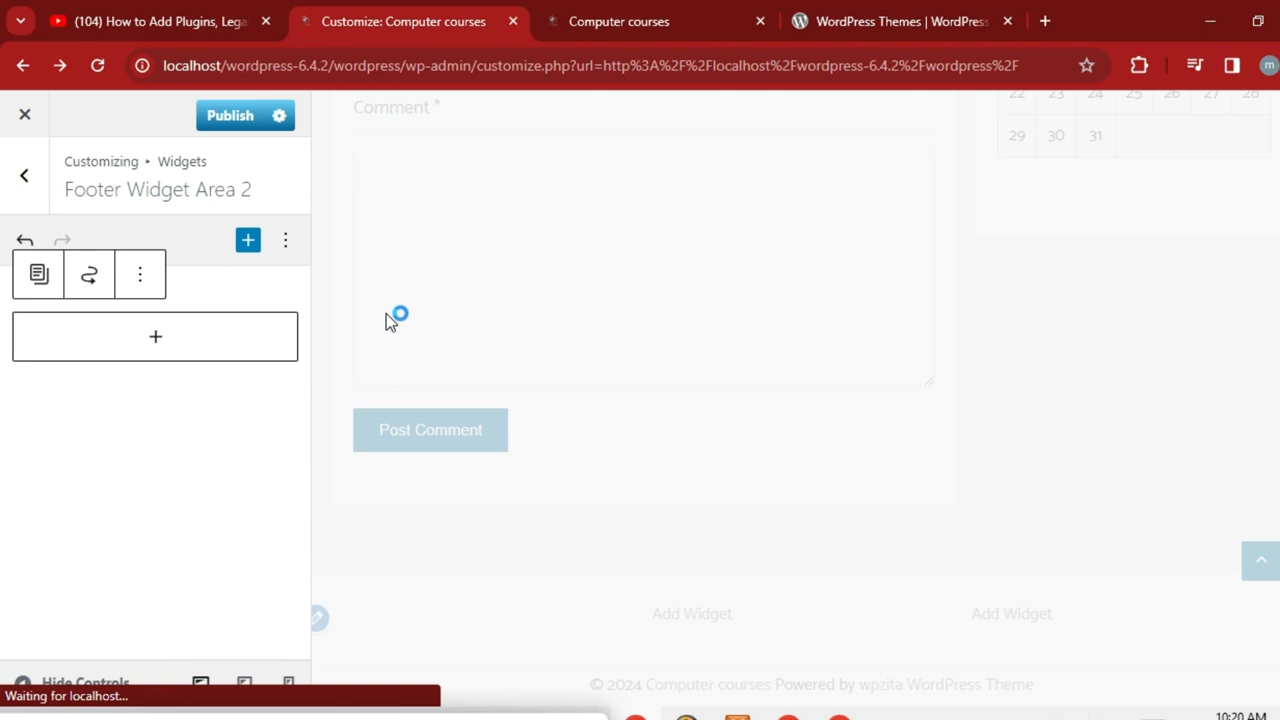 (104) How to Add Plugins, Lega
Customize: Computer courses
Computer courses
WordPress Themes | WordPres
localhost/wordpress-6.4.2/wordpress/wp-admin/customize.php?url=http%3A%2F%2Flocalhost%2Fwordpress-6.4.2%2Fwordpress%2F
m
Publish
Customizing ▸ Widgets
Footer Widget Area 2
Comment *
22 23 24 25 26 27 28
29 30 31
Post Comment
Add Widget
Add Widget
Hide Controls
© 2024 Computer courses Powered by wpzita WordPress Theme
Waiting for localhost...
10:20 AM